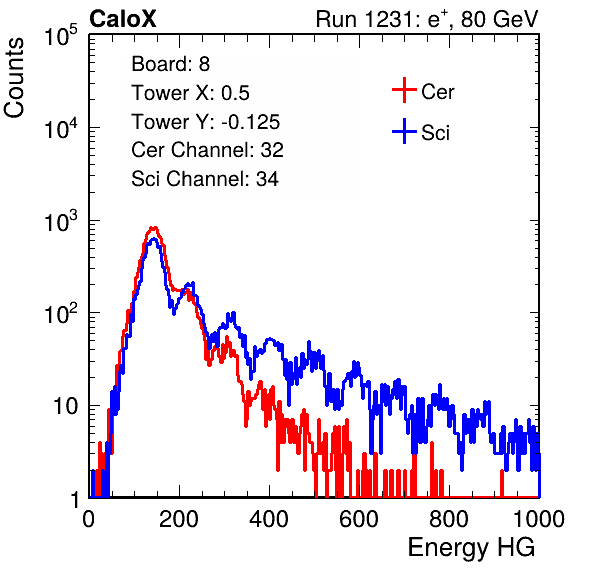 CaloX Run 1231: e⁺, 80 GeV
Counts
Board: 8
Tower X: 0.5
Tower Y: -0.125
Cer Channel: 32
Sci Channel: 34
Cer
Sci
10⁵
10⁴
10³
10²
10
1
0 200 400 600 800 1000
Energy HG